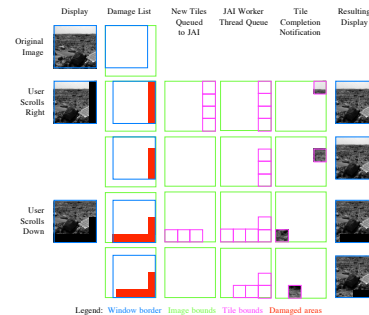 Display Damage List New Tiles Queued to JAI JAI Worker Thread Queue Tile Completion Notification Resulting Display
Original Image
User Scrolls Right
User Scrolls Down
Legend: Window border Image bounds Tile bounds Damaged areas